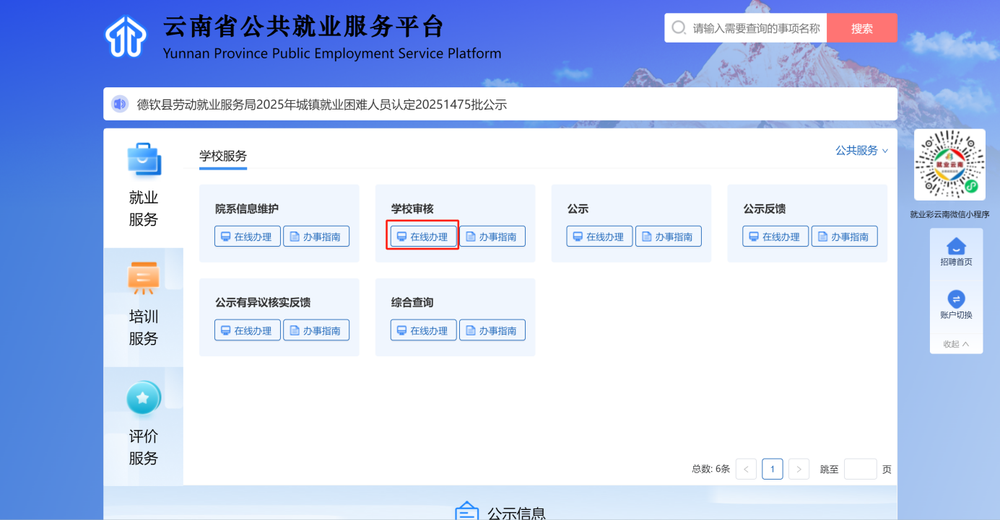 云南省公共就业服务平台
Yunnan Province Public Employment Service Platform
请输入需要查询的事项名称
搜索
德钦县劳动就业服务局2025年城镇就业困难人员认定20251475批公示
就业
服务
培训
服务
评价
服务
学校服务
公共服务
院系信息维护
在线办理
办事指南
学校审核
在线办理
办事指南
公示
在线办理
办事指南
公示反馈
在线办理
办事指南
公示有异议核实反馈
在线办理
办事指南
综合查询
在线办理
办事指南
总数: 6条
1
跳至
页
就业云南
就业彩云南微信小程序
招聘首页
账户切换
收起
公示信息